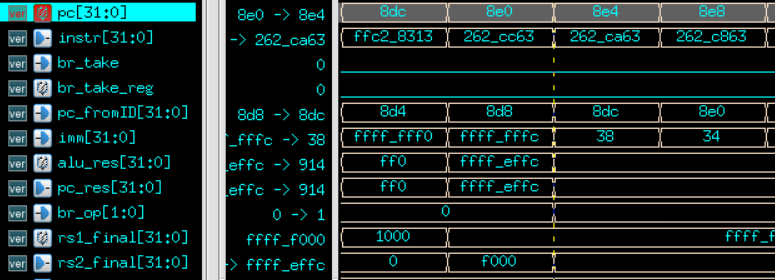 ver pc[31:0] 8e0 -> 8e4 8dc 8e0 8e4 8e8
ver instr[31:0] -> 262_ca63 ffc2_8313 262_cc63 262_ca63 262_c863
ver br_take 0
ver br_take_reg 0
ver pc_fromID[31:0] 8d8 -> 8dc 8d4 8d8 8dc 8e0
ver imm[31:0] f_fffc -> 38 ffff_fff0 ffff_fffc 38 34
ver alu_res[31:0] _effc -> 914 ff0 ffff_effc
ver pc_res[31:0] _effc -> 914 ff0 ffff_effc
ver br_op[1:0] 0 -> 1 0
ver rs1_final[31:0] ffff_f000 1000 ffff_f
ver rs2_final[31:0] -> ffff_effc 0 f000